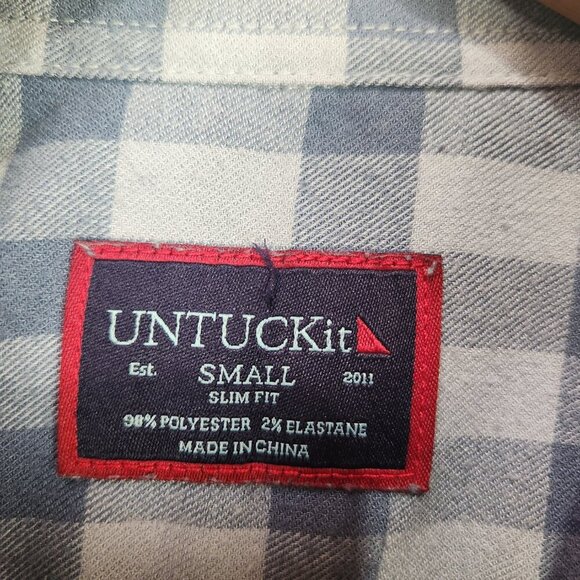 UNTUCKit
Est. SMALL 2011
SLIM FIT
98% POLYESTER 2% ELASTANE
MADE IN CHINA